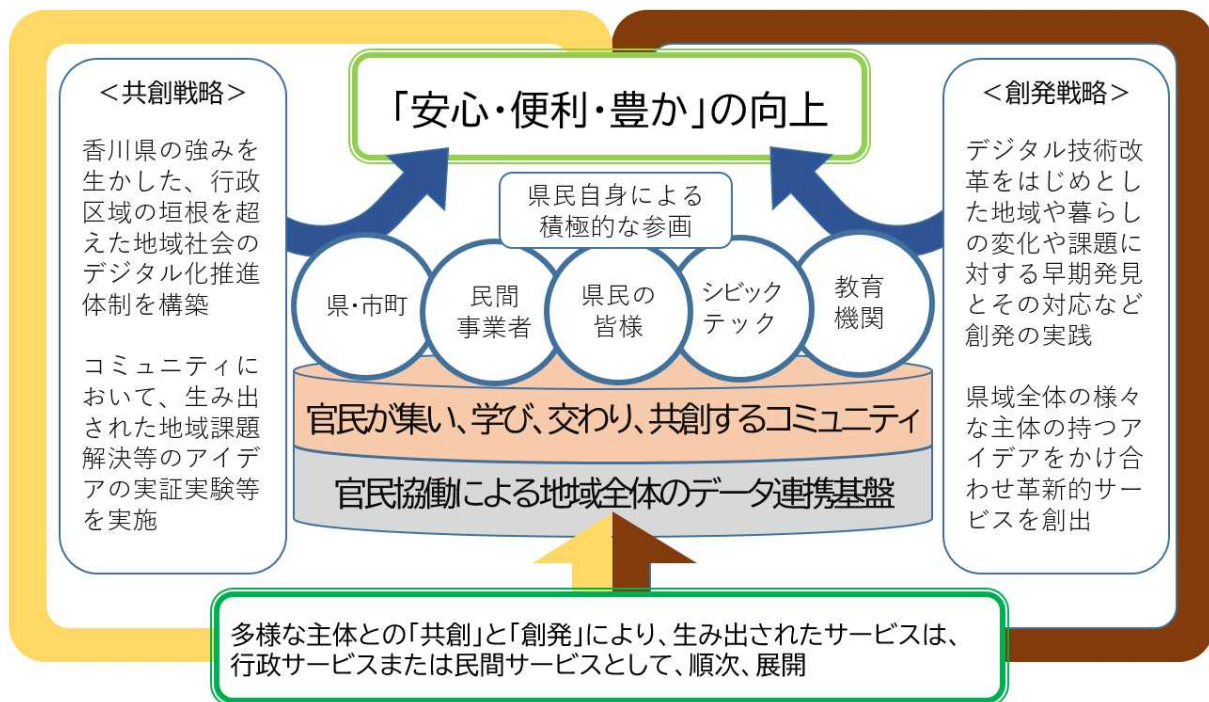 ＜共創戦略＞
香川県の強みを
生かした、行政
区域の垣根を超
えた地域社会の
デジタル化推進
体制を構築
コミュニティに
おいて、生み出
された地域課題
解決等のアイデ
アの実証実験等
を実施
「安心・便利・豊か」の向上
県民自身による
積極的な参画
県・市町
民間
事業者
県民の
皆様
シビック
テック
教育
機関
官民が集い、学び、交わり、共創するコミュニティ
官民協働による地域全体のデータ連携基盤
＜創発戦略＞
デジタル技術改
革をはじめとし
た地域や暮らし
の変化や課題に
対する早期発見
とその対応など
創発の実践
県域全体の様々
な主体の持つア
イデアをかけ合
わせ革新的サー
ビスを創出
多様な主体との「共創」と「創発」により、生み出されたサービスは、
行政サービスまたは民間サービスとして、順次、展開